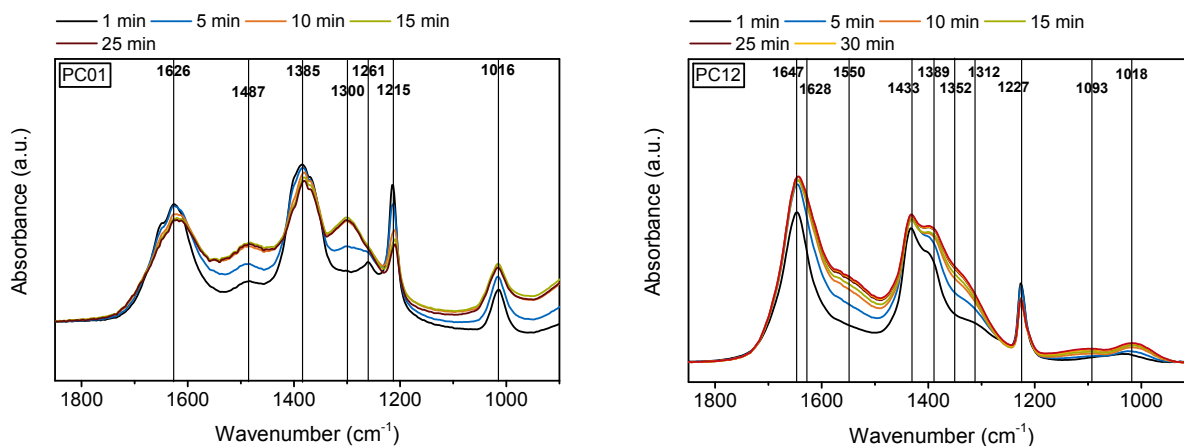 1 min 5 min 10 min 15 min
25 min
PC01
1626
1487
1385
1300
1261
1215
1016
Absorbance (a.u.)
1800 1600 1400 1200 1000
Wavenumber (cm⁻¹)
1 min 5 min 10 min 15 min
25 min 30 min
PC12
1647
1628
1550
1433
1389
1352
1312
1227
1093
1018
Absorbance (a.u.)
1800 1600 1400 1200 1000
Wavenumber (cm⁻¹)